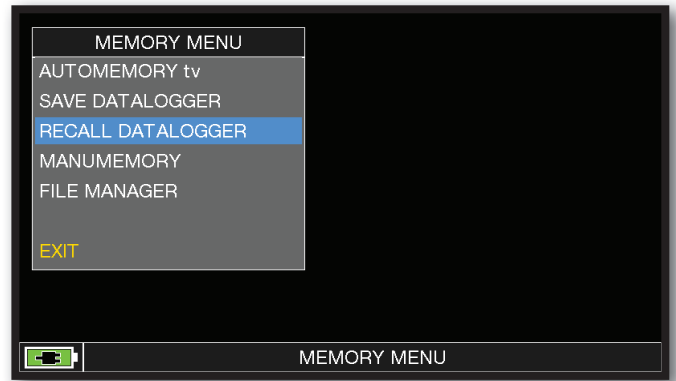 MEMORY MENU
AUTOMEMORY tv
SAVE DATALOGGER
RECALL DATALOGGER
MANUMEMORY
FILE MANAGER
EXIT
MEMORY MENU